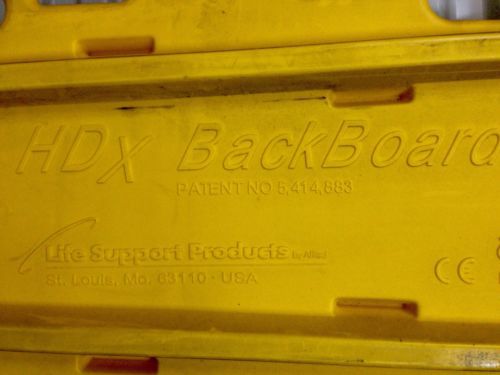 HDx BackBoard
PATENT NO 5,414,883
Life Support Products by Allied
St. Louis, Mo. 63110 - USA
CE